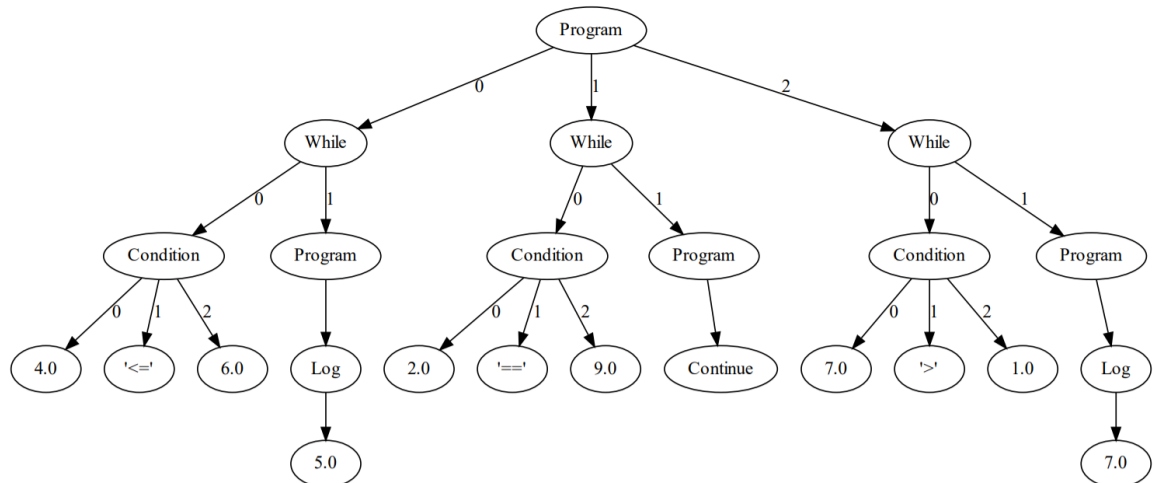 Program
0 1 2
While While While
0 1 0 1 0 1
Condition Program Condition Program Condition Program
0 1 2 0 1 2 0 1 2
4.0 '<=' 6.0 Log 2.0 '==' 9.0 Continue 7.0 '>' 1.0 Log
5.0 7.0